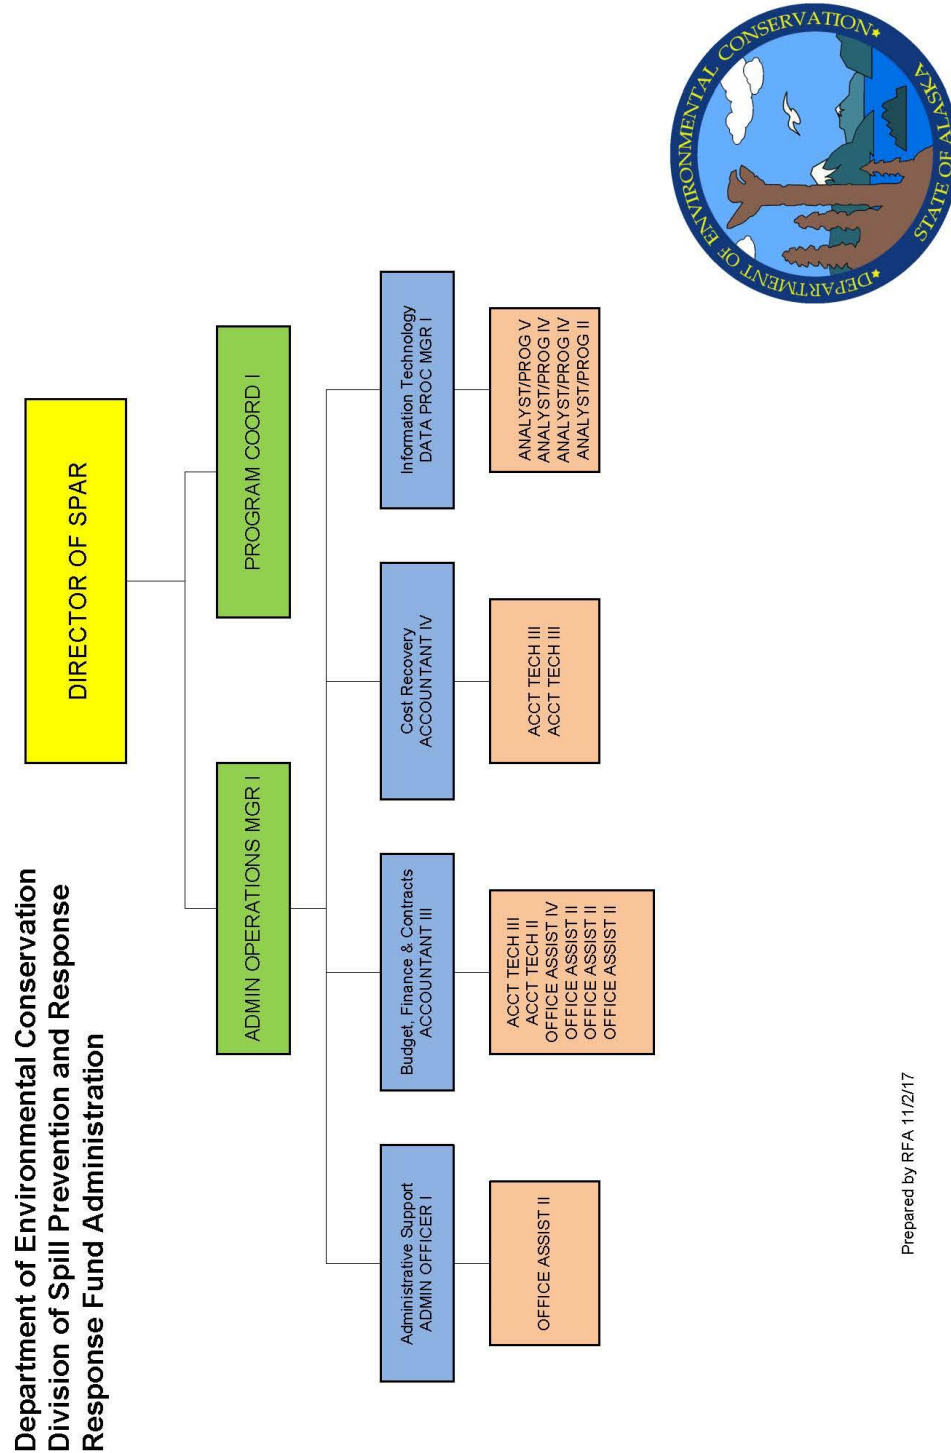 Department of Environmental Conservation
Division of Spill Prevention and Response
Response Fund Administration
DIRECTOR OF SPAR
ADMIN OPERATIONS MGR I
PROGRAM COORD I
Administrative Support
ADMIN OFFICER I
Budget, Finance & Contracts
ACCOUNTANT III
Cost Recovery
ACCOUNTANT IV
Information Technology
DATA PROC MGR I
OFFICE ASSIST II
ACCT TECH III
ACCT TECH II
OFFICE ASSIST IV
OFFICE ASSIST II
OFFICE ASSIST II
OFFICE ASSIST II
ACCT TECH III
ACCT TECH III
ANALYST/PROG V
ANALYST/PROG IV
ANALYST/PROG IV
ANALYST/PROG II
Prepared by RFA 11/2/17
★DEPARTMENT OF ENVIRONMENTAL CONSERVATION★
STATE OF ALASKA